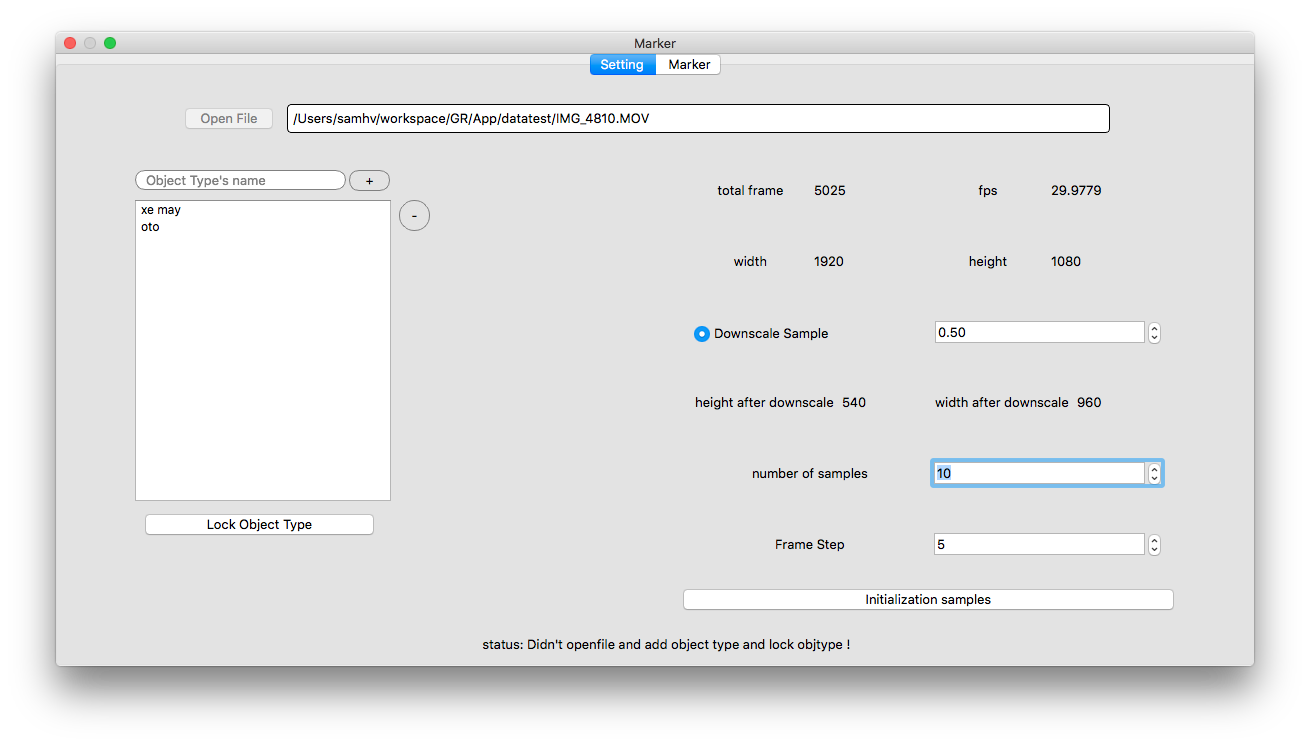 Marker
Setting Marker
Open File /Users/samhv/workspace/GR/App/datatest/IMG_4810.MOV
Object Type's name +
xe may
oto
-
Lock Object Type
total frame 5025 fps 29.9779
width 1920 height 1080
Downscale Sample 0.50
height after downscale 540 width after downscale 960
number of samples 10
Frame Step 5
Initialization samples
status: Didn't openfile and add object type and lock objtype !